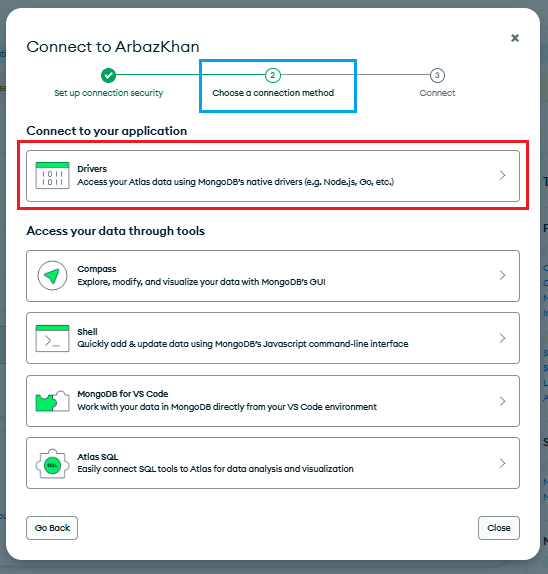 Connect to ArbazKhan
×
2
3
Set up connection security
Choose a connection method
Connect
Connect to your application
Drivers
Access your Atlas data using MongoDB's native drivers (e.g. Node.js, Go, etc.)
Access your data through tools
Compass
Explore, modify, and visualize your data with MongoDB's GUI
Shell
Quickly add & update data using MongoDB's Javascript command-line interface
MongoDB for VS Code
Work with your data in MongoDB directly from your VS Code environment
SQL
Atlas SQL
Easily connect SQL tools to Atlas for data analysis and visualization
Go Back
Close